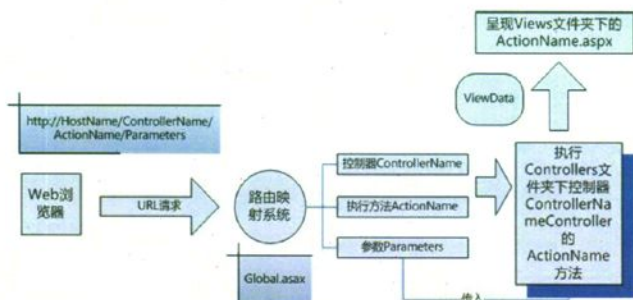 呈现Views文件夹下的
ActionName.aspx
ViewData
http://HostName/ControllerName/
ActionName/Parameters
Web浏
览器
URL请求
路由映
射系统
Global.asax
控制器ControllerName
执行方法ActionName
参数Parameters
执行
Controllers文
件夹下控制器
ControllerNa
meController
的
ActionName
方法
传入